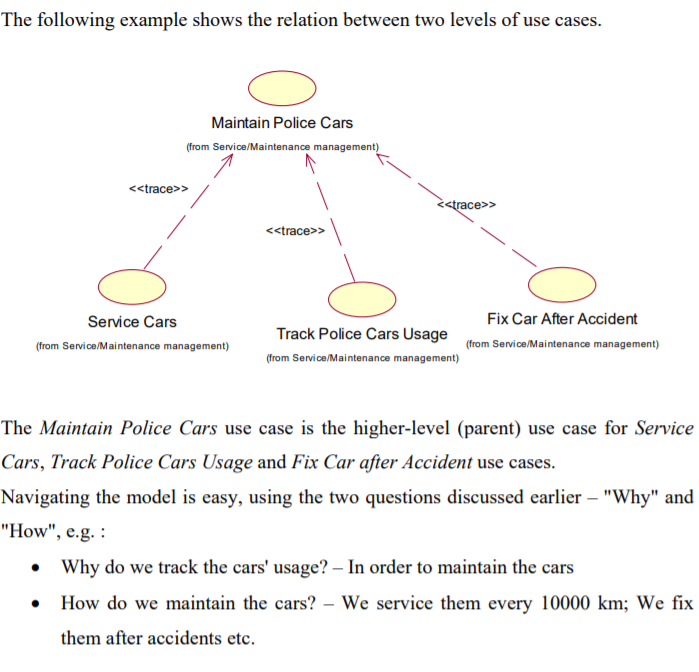 The following example shows the relation between two levels of use cases.
Maintain Police Cars
(from Service/Maintenance management)
<<trace>>
<<trace>>
<<trace>>
Service Cars
(from Service/Maintenance management)
Track Police Cars Usage
(from Service/Maintenance management)
Fix Car After Accident
(from Service/Maintenance management)
The Maintain Police Cars use case is the higher-level (parent) use case for Service
Cars, Track Police Cars Usage and Fix Car after Accident use cases.
Navigating the model is easy, using the two questions discussed earlier – "Why" and
"How", e.g. :
• Why do we track the cars' usage? – In order to maintain the cars
• How do we maintain the cars? – We service them every 10000 km; We fix
them after accidents etc.